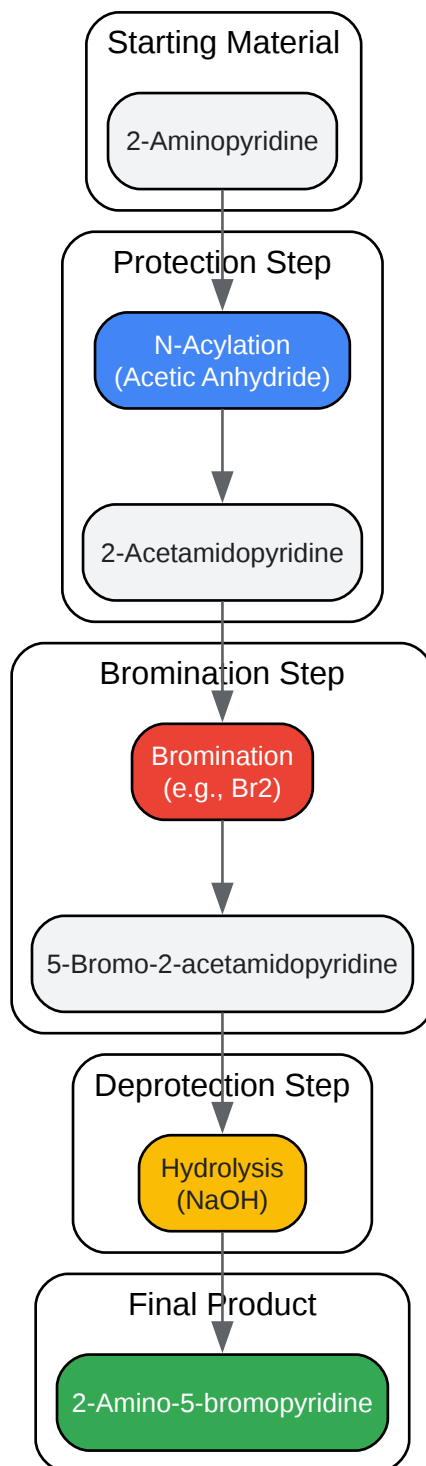 Starting Material
2-Aminopyridine
Protection Step
N-Acylation
(Acetic Anhydride)
2-Acetamidopyridine
Bromination Step
Bromination
(e.g., Br2)
5-Bromo-2-acetamidopyridine
Deprotection Step
Hydrolysis
(NaOH)
Final Product
2-Amino-5-bromopyridine